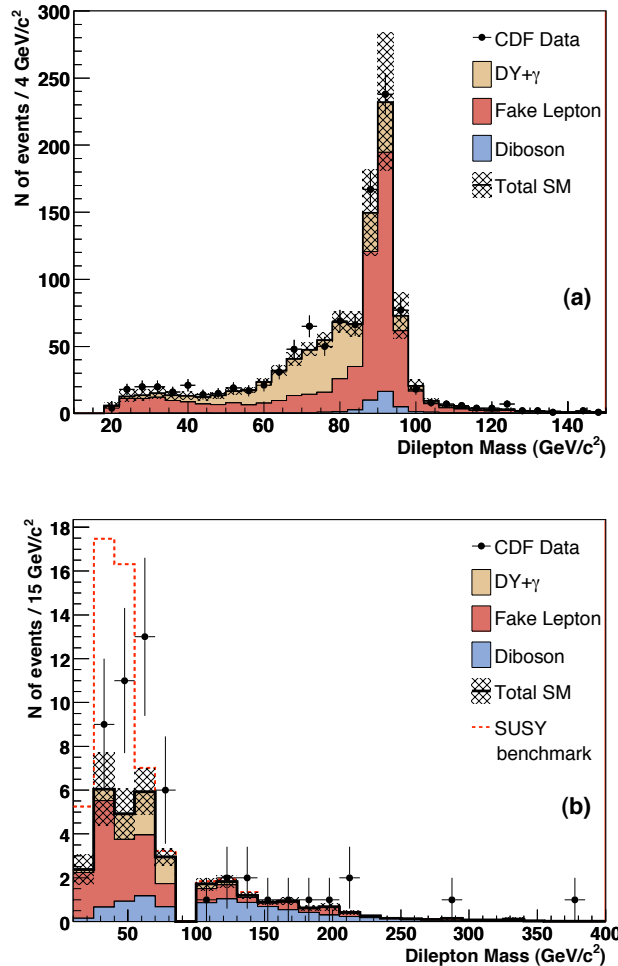 N of events / 4 GeV/c²
300
250
200
150
100
50
0
CDF Data
DY+γ
Fake Lepton
Diboson
Total SM
(a)
20 40 60 80 100 120 140
Dilepton Mass (GeV/c²)
N of events / 15 GeV/c²
18
16
14
12
10
8
6
4
2
0
CDF Data
DY+γ
Fake Lepton
Diboson
Total SM
SUSY
benchmark
(b)
50 100 150 200 250 300 350 400
Dilepton Mass (GeV/c²)